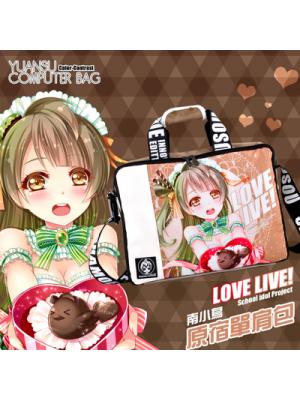 YUANSU
Color-Contrast
COMPUTER BAG
LOVE
LIVE!
LOVE LIVE!
School idol Project
南小鳥
原宿單肩包